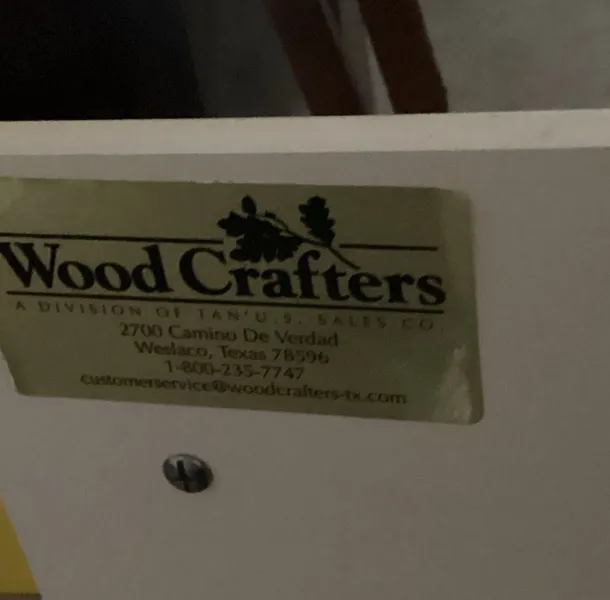 Wood Crafters
A DIVISION OF TAN' U.S. SALES CO.
2700 Camino De Verdad
Weslaco, Texas 78596
1-800-235-7747
customerservice@woodcrafters-tx.com